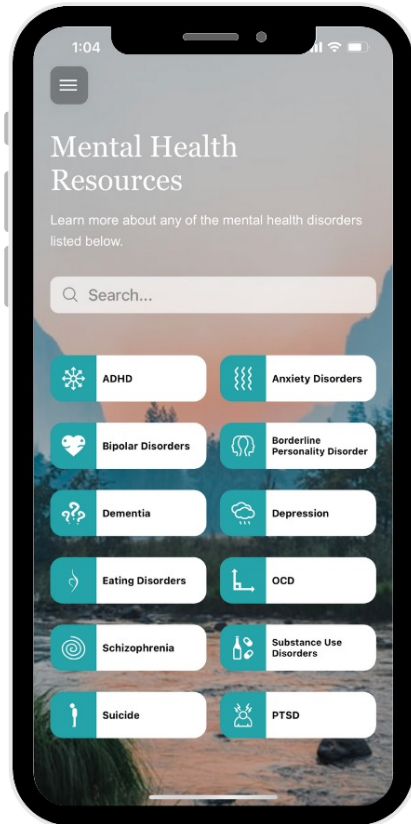 1:04
Mental Health
Resources
Learn more about any of the mental health disorders
listed below.
Search...
ADHD
Anxiety Disorders
Bipolar Disorders
Borderline
Personality Disorder
Dementia
Depression
Eating Disorders
OCD
Schizophrenia
Substance Use
Disorders
Suicide
PTSD